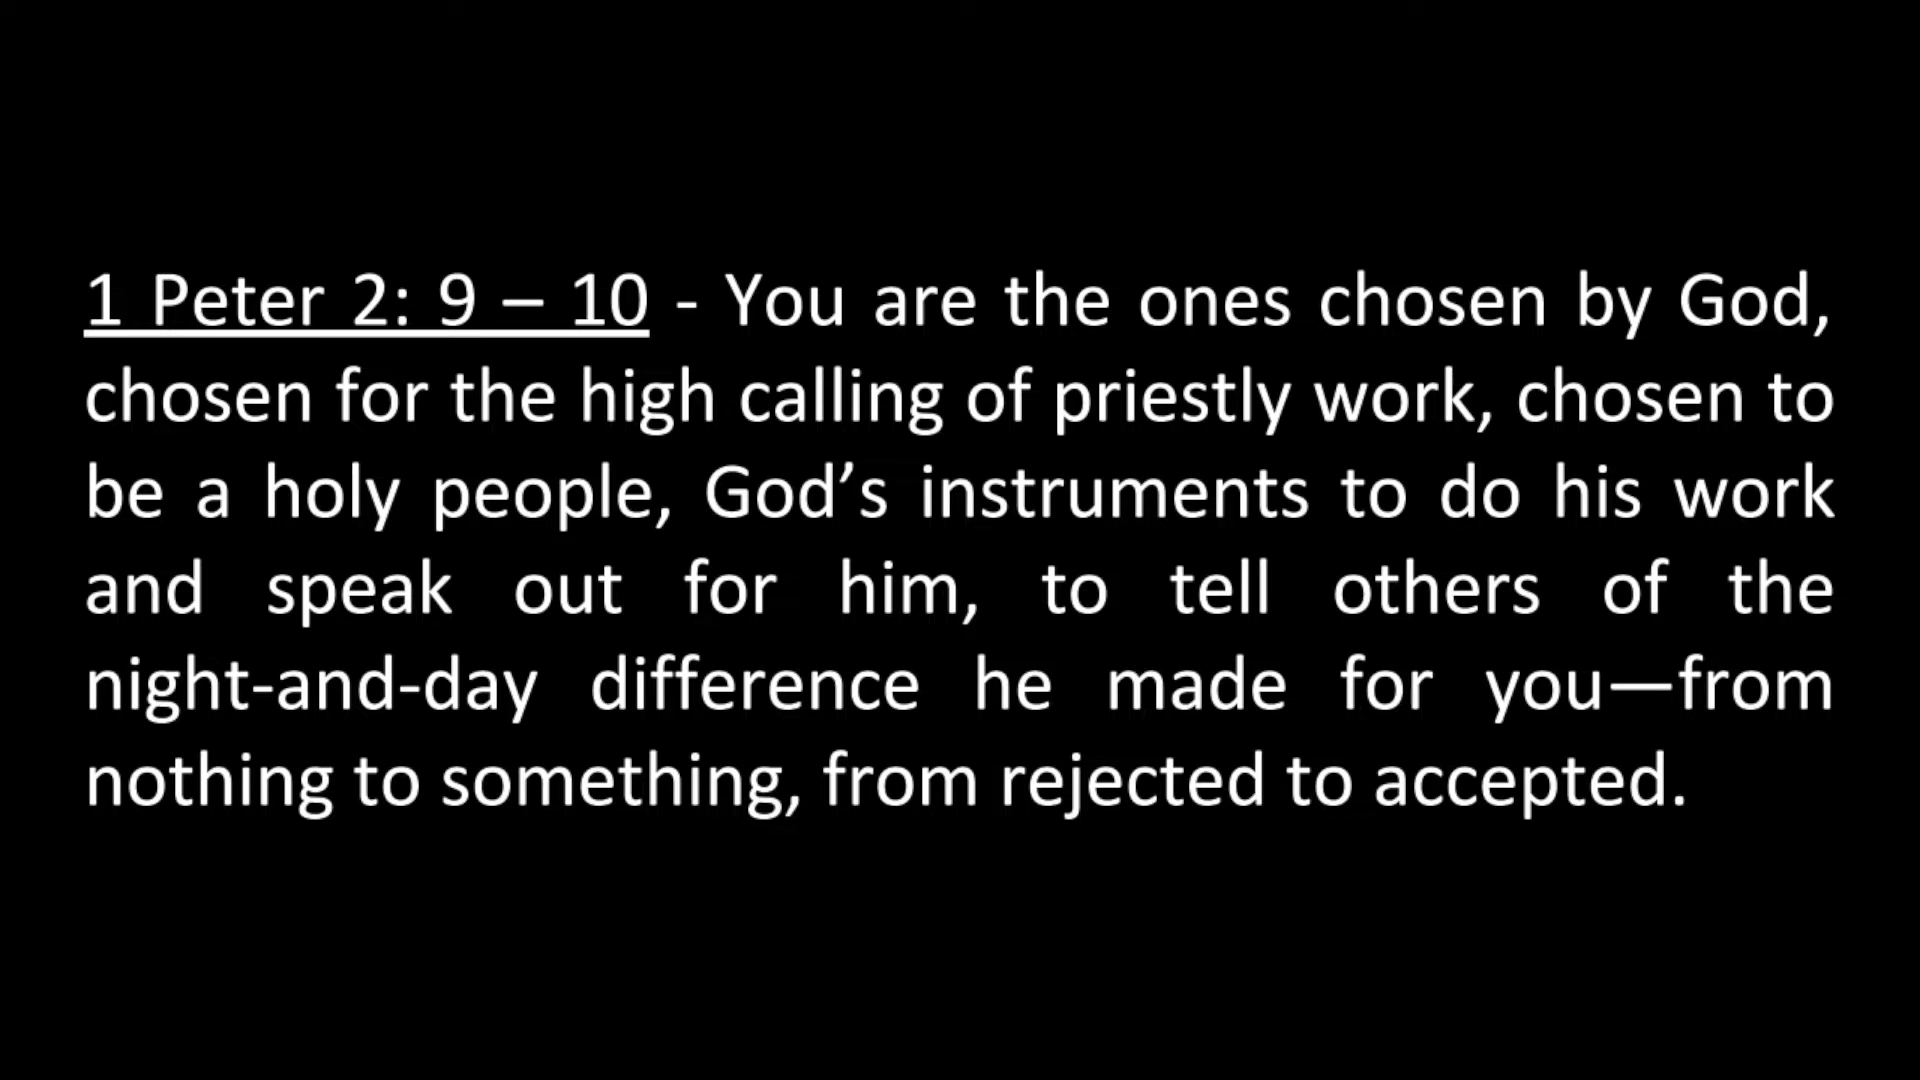 1 Peter 2: 9 – 10 - You are the ones chosen by God,
chosen for the high calling of priestly work, chosen to
be a holy people, God’s instruments to do his work
and speak out for him, to tell others of the
night-and-day difference he made for you—from
nothing to something, from rejected to accepted.